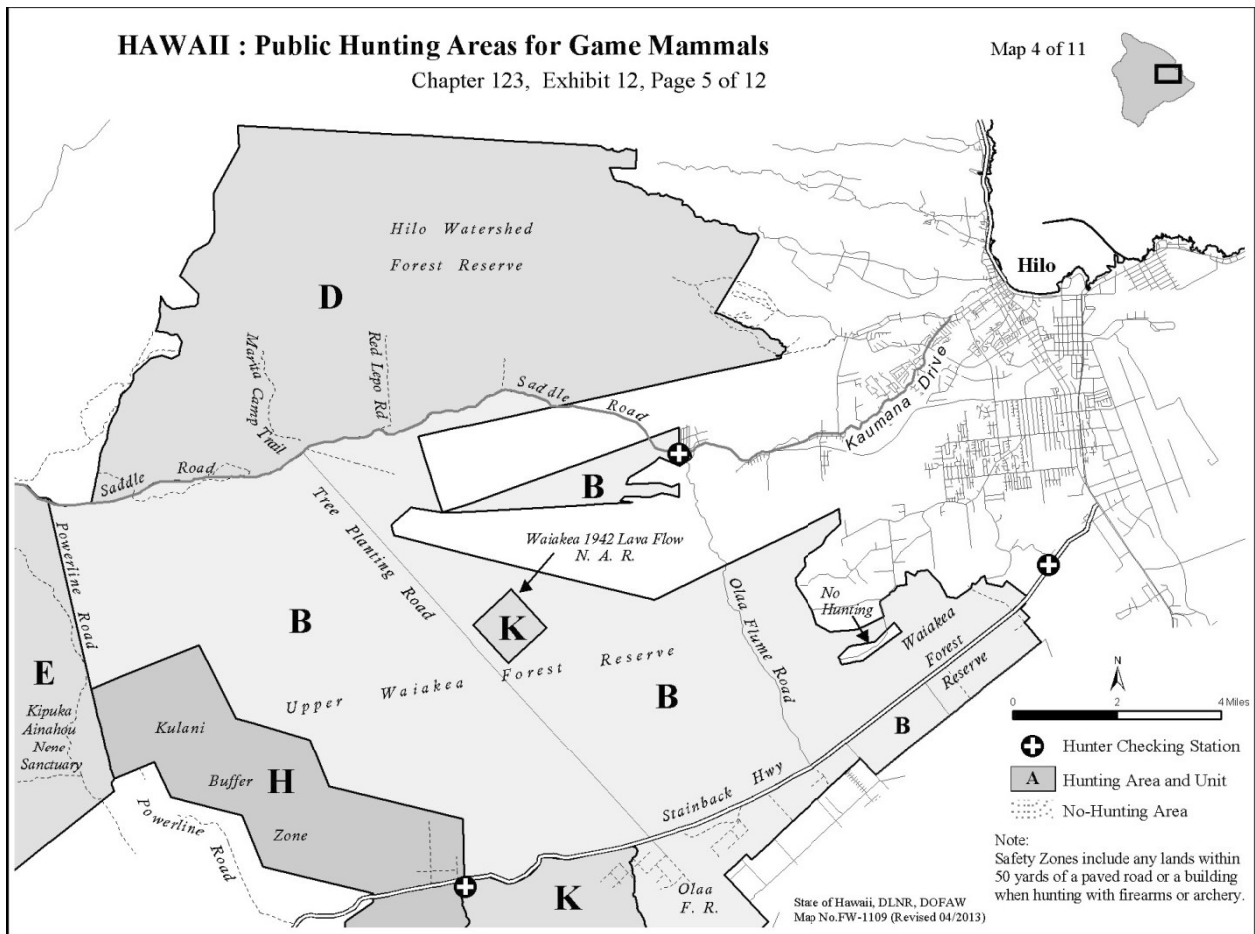 HAWAII : Public Hunting Areas for Game Mammals
Chapter 123, Exhibit 12, Page 5 of 12
Map 4 of 11
Hilo Watershed
Forest Reserve
D
Marita Camp Trail
Red Lepo Rd
Saddle Road
Saddle Road
Hilo
Kaumana Drive
B
Waiakea 1942 Lava Flow
N. A. R.
Tree Planting Road
Powerline Road
B
K
No
Hunting
Olaa Flume Road
Waiakea
Forest
Reserve
E
Kipuka
Ainahou
Nene
Sanctuary
Upper Waiakea Forest Reserve
B
B
Kulani
Buffer
Zone
H
Powerline Road
Stainback Hwy
K
Olaa
F. R.
N
0 2 4 Miles
Hunter Checking Station
A Hunting Area and Unit
No-Hunting Area
Note:
Safety Zones include any lands within
50 yards of a paved road or a building
when hunting with firearms or archery.
State of Hawaii, DLNR, DOFAW
Map No.FW-1109 (Revised 04/2013)